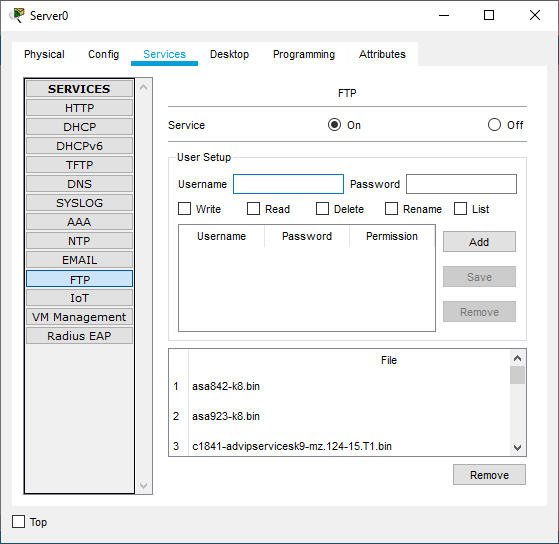 Server0
Physical Config Services Desktop Programming Attributes
SERVICES
HTTP
DHCP
DHCPv6
TFTP
DNS
SYSLOG
AAA
NTP
EMAIL
FTP
IoT
VM Management
Radius EAP
FTP
Service On Off
User Setup
Username Password
Write Read Delete Rename List
Username Password Permission
Add
Save
Remove
File
1 asa842-k8.bin
2 asa923-k8.bin
3 c1841-advipservicesk9-mz.124-15.T1.bin
Remove
Top